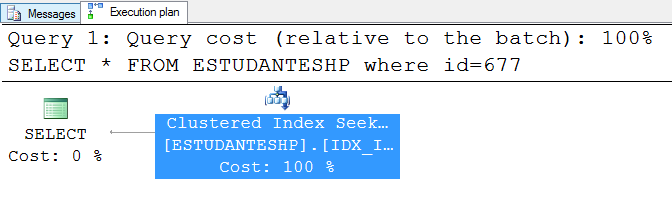 Messages
Execution plan
Query 1: Query cost (relative to the batch): 100%
SELECT * FROM ESTUDANTESHP where id=677
SELECT
Cost: 0 %
Clustered Index Seek…
[ESTUDANTESHP].[IDX_I…
Cost: 100 %